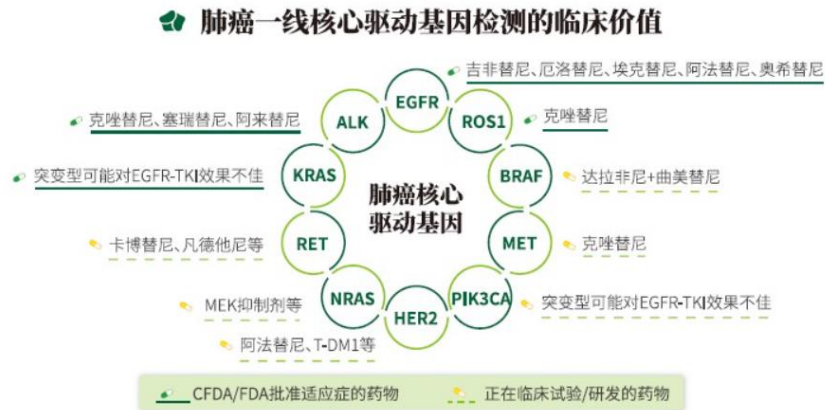 肺癌一线核心驱动基因检测的临床价值
吉非替尼、厄洛替尼、埃克替尼、阿法替尼、奥希替尼
EGFR
ALK
ROS1
克唑替尼、塞瑞替尼、阿来替尼
克唑替尼
突变型可能对EGFR-TKI效果不佳
KRAS
BRAF
达拉非尼+曲美替尼
肺癌核心
驱动基因
卡博替尼、凡德他尼等
RET
MET
克唑替尼
MEK抑制剂等
NRAS
PIK3CA
突变型可能对EGFR-TKI效果不佳
HER2
阿法替尼、T-DM1等
CFDA/FDA批准适应症的药物
正在临床试验/研发的药物